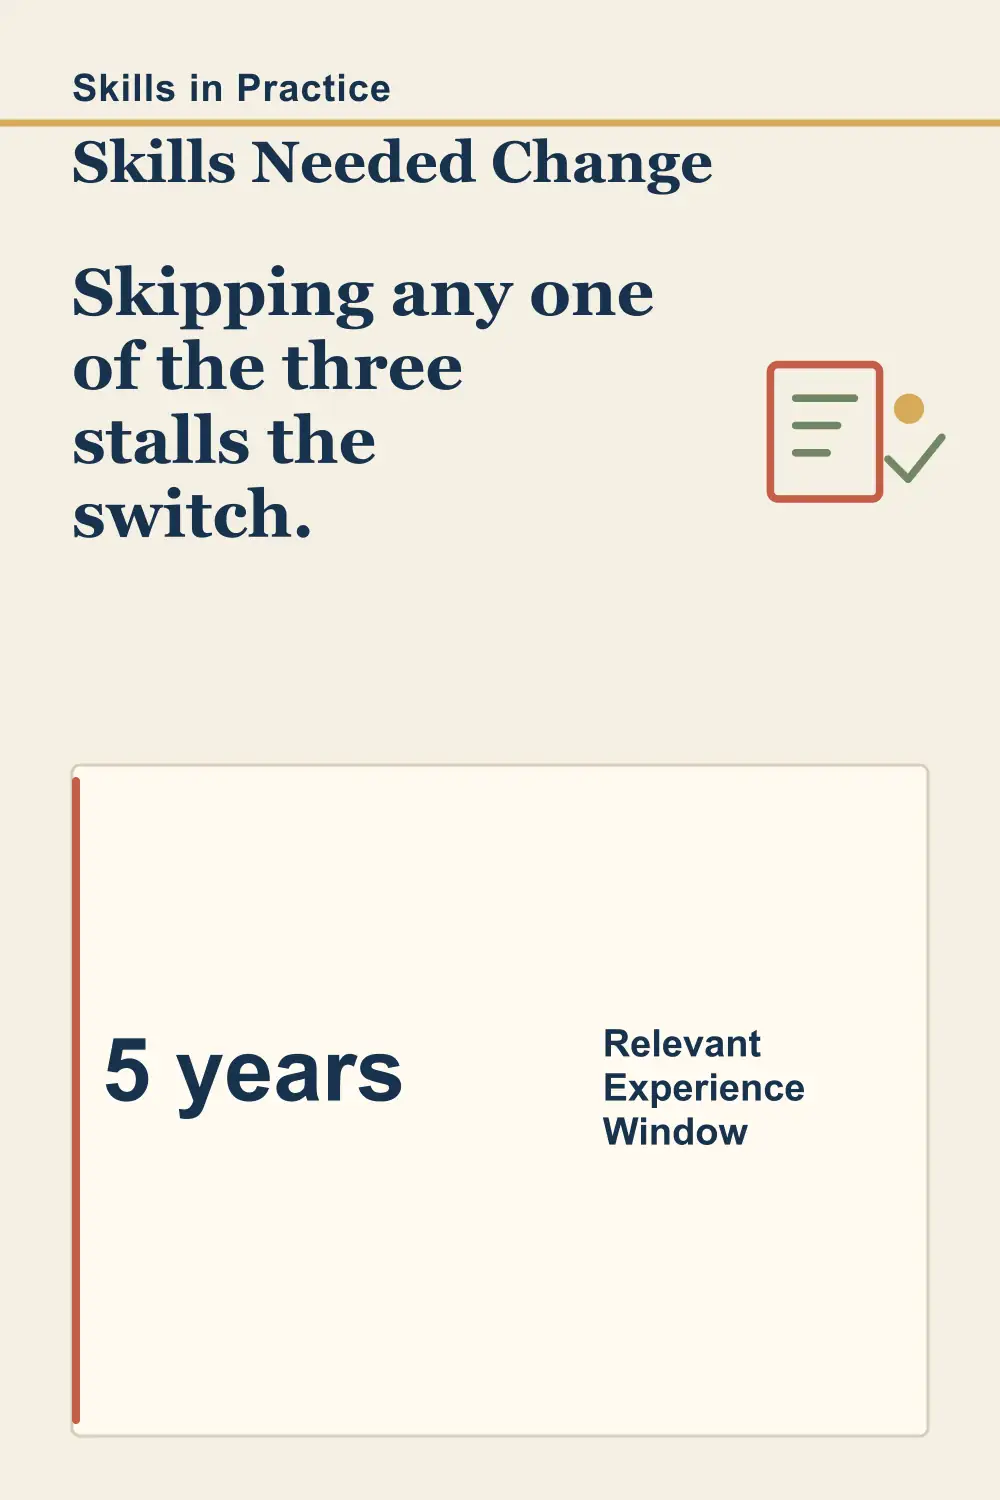 Skills in Practice
Skills Needed Change
Skipping any one
of the three
stalls the
switch.
5 years
Relevant
Experience
Window